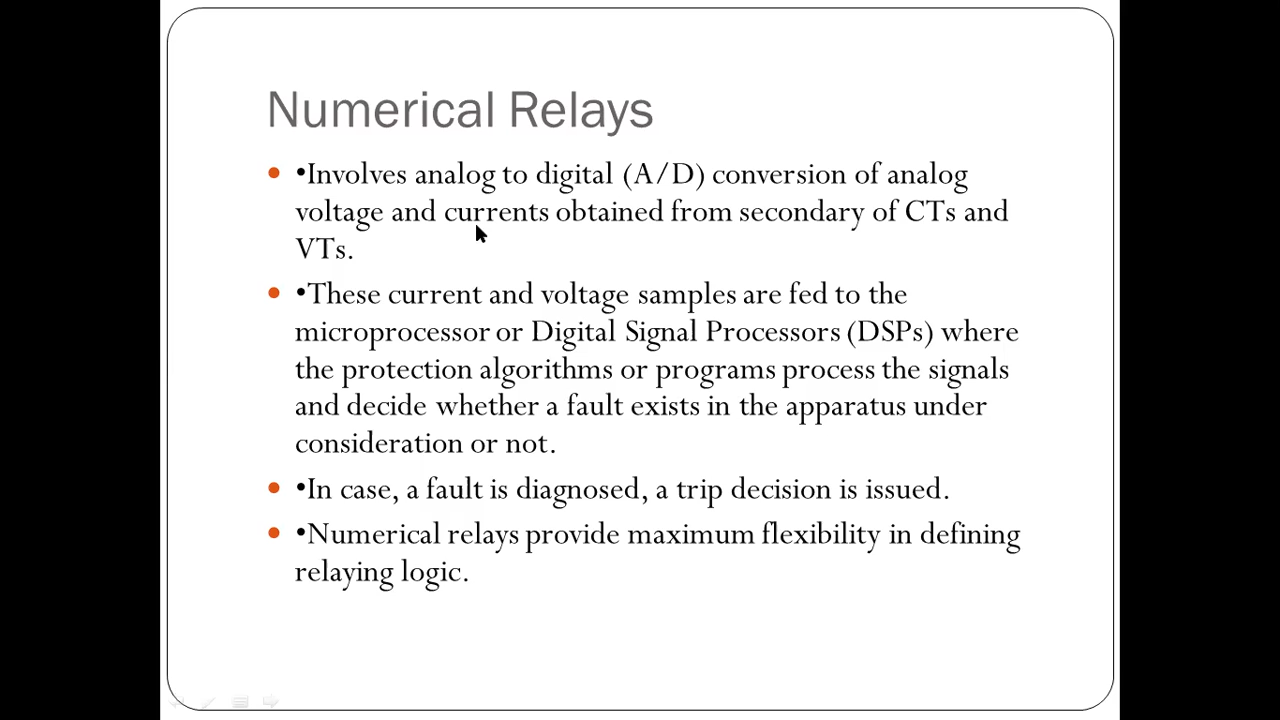 Numerical Relays
• •Involves analog to digital (A/D) conversion of analog
voltage and currents obtained from secondary of CTs and
VTs.
• •These current and voltage samples are fed to the
microprocessor or Digital Signal Processors (DSPs) where
the protection algorithms or programs process the signals
and decide whether a fault exists in the apparatus under
consideration or not.
• •In case, a fault is diagnosed, a trip decision is issued.
• •Numerical relays provide maximum flexibility in defining
relaying logic.